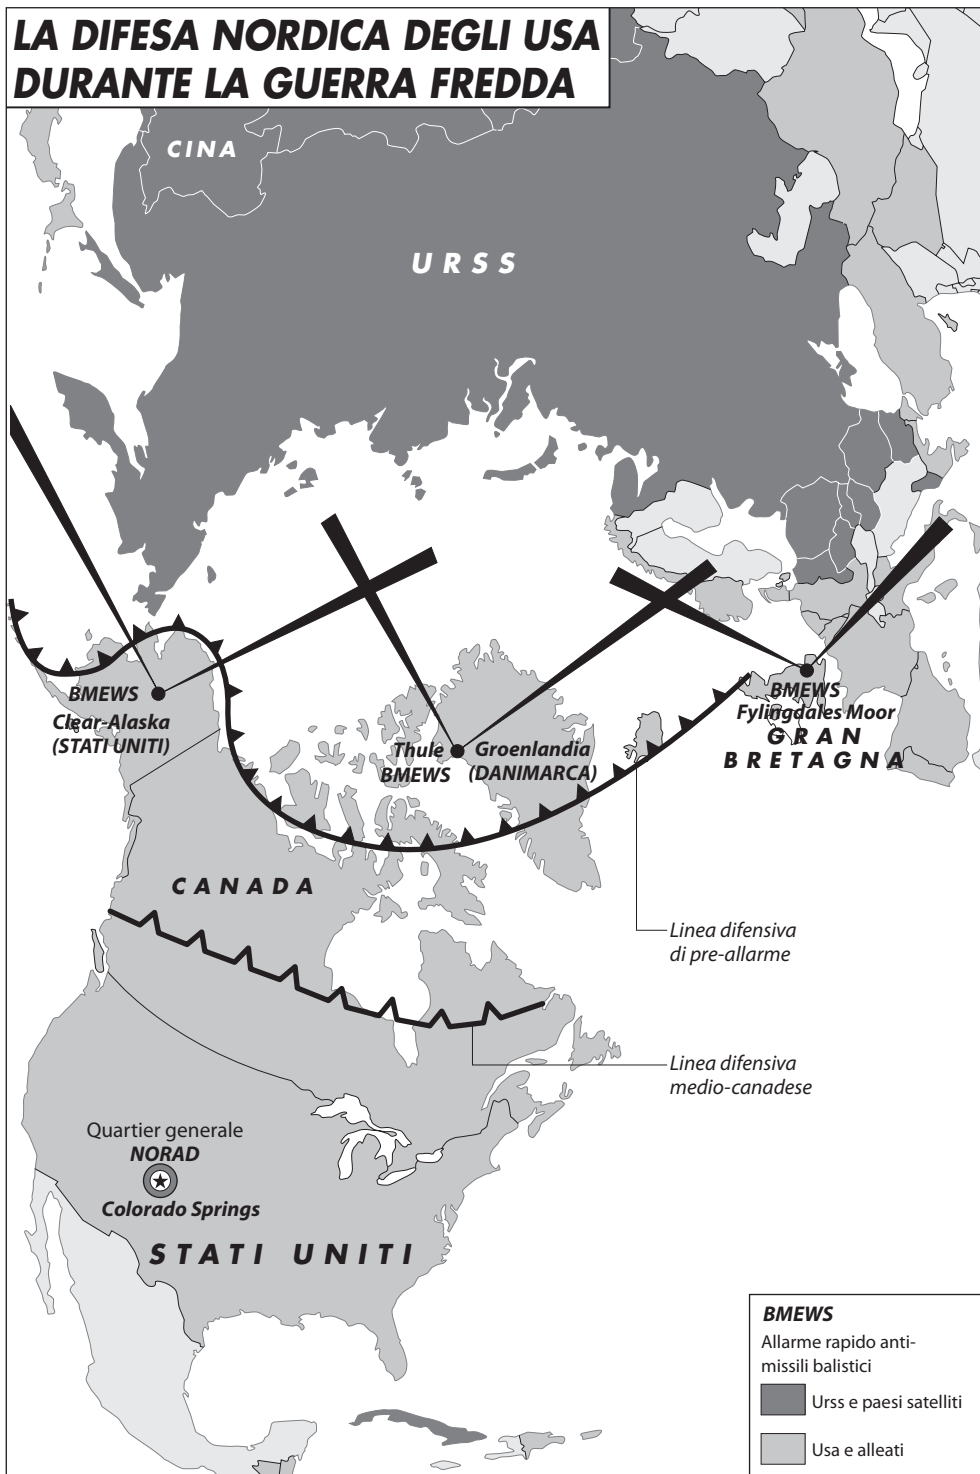 LA DIFESA NORDICA DEGLI USA
DURANTE LA GUERRA FREDDA
CINA
URSS
BMEWS
Clear-Alaska
(STATI UNITI)
Thule
BMEWS
Groenlandia
(DANIMARCA)
BMEWS
Fylingdales Moor
GRAN
BRETAGNA
CANADA
Linea difensiva
di pre-allarme
Linea difensiva
medio-canadese
Quartier generale
NORAD
Colorado Springs
STATI UNITI
BMEWS
Allarme rapido anti-
missili balistici
Urss e paesi satelliti
Usa e alleati